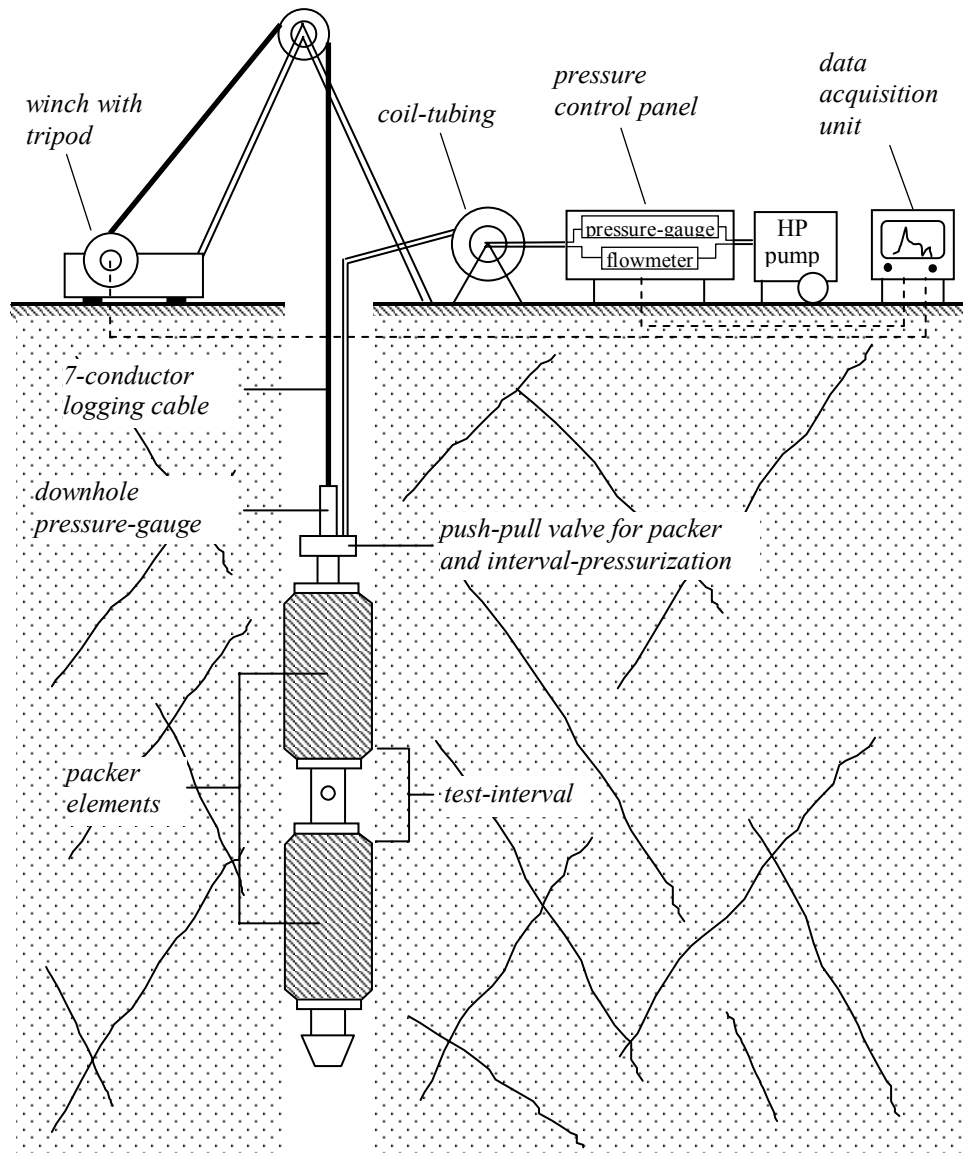 winch with
tripod
coil-tubing
pressure
control panel
data
acquisition
unit
pressure-gauge
flowmeter
HP
pump
7-conductor
logging cable
downhole
pressure-gauge
push-pull valve for packer
and interval-pressurization
packer
elements
test-interval